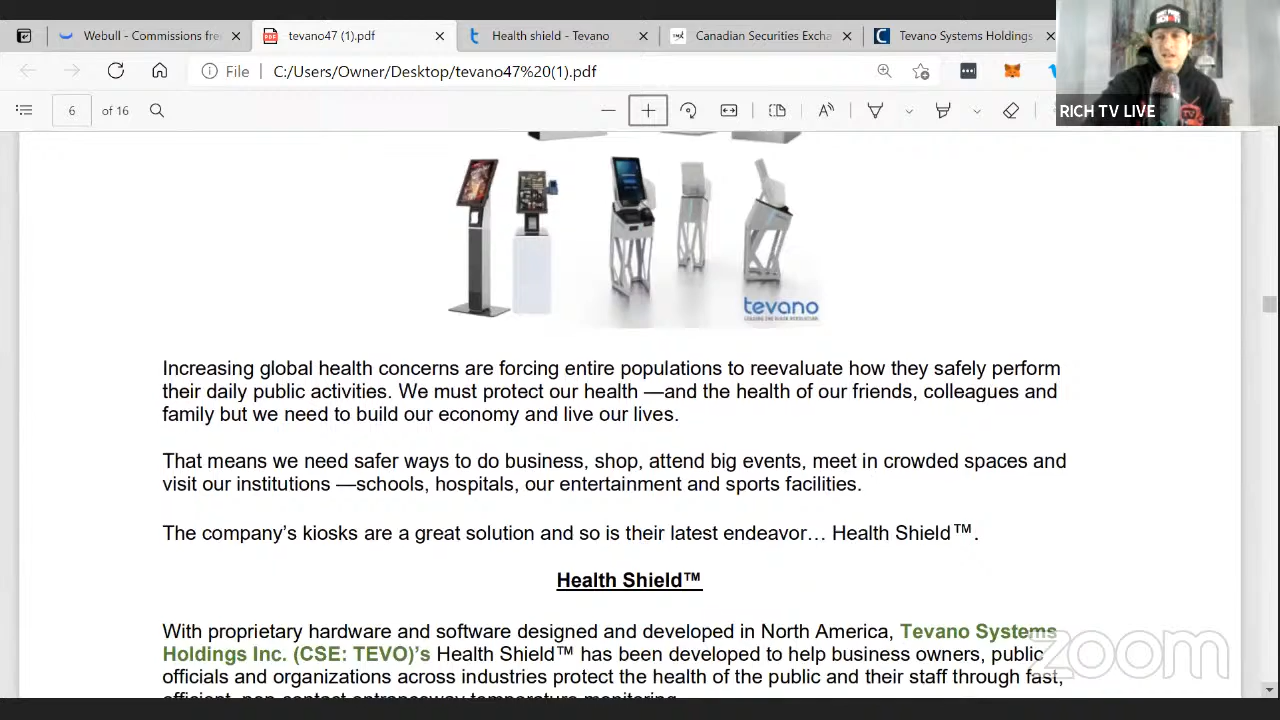 Webull - Commissions fre
tevano47 (1).pdf
Health shield - Tevano
Canadian Securities Excha
Tevano Systems Holdings
File
C:/Users/Owner/Desktop/tevano47%20(1).pdf
6
of 16
RICH TV LIVE
tevano
Increasing global health concerns are forcing entire populations to reevaluate how they safely perform
their daily public activities. We must protect our health —and the health of our friends, colleagues and
family but we need to build our economy and live our lives.
That means we need safer ways to do business, shop, attend big events, meet in crowded spaces and
visit our institutions —schools, hospitals, our entertainment and sports facilities.
The company's kiosks are a great solution and so is their latest endeavor… Health Shield™.
Health Shield™
With proprietary hardware and software designed and developed in North America, Tevano Systems
Holdings Inc. (CSE: TEVO)'s Health Shield™ has been developed to help business owners, public
officials and organizations across industries protect the health of the public and their staff through fast,
efficient, non-contact entranceway temperature monitoring.
zoom